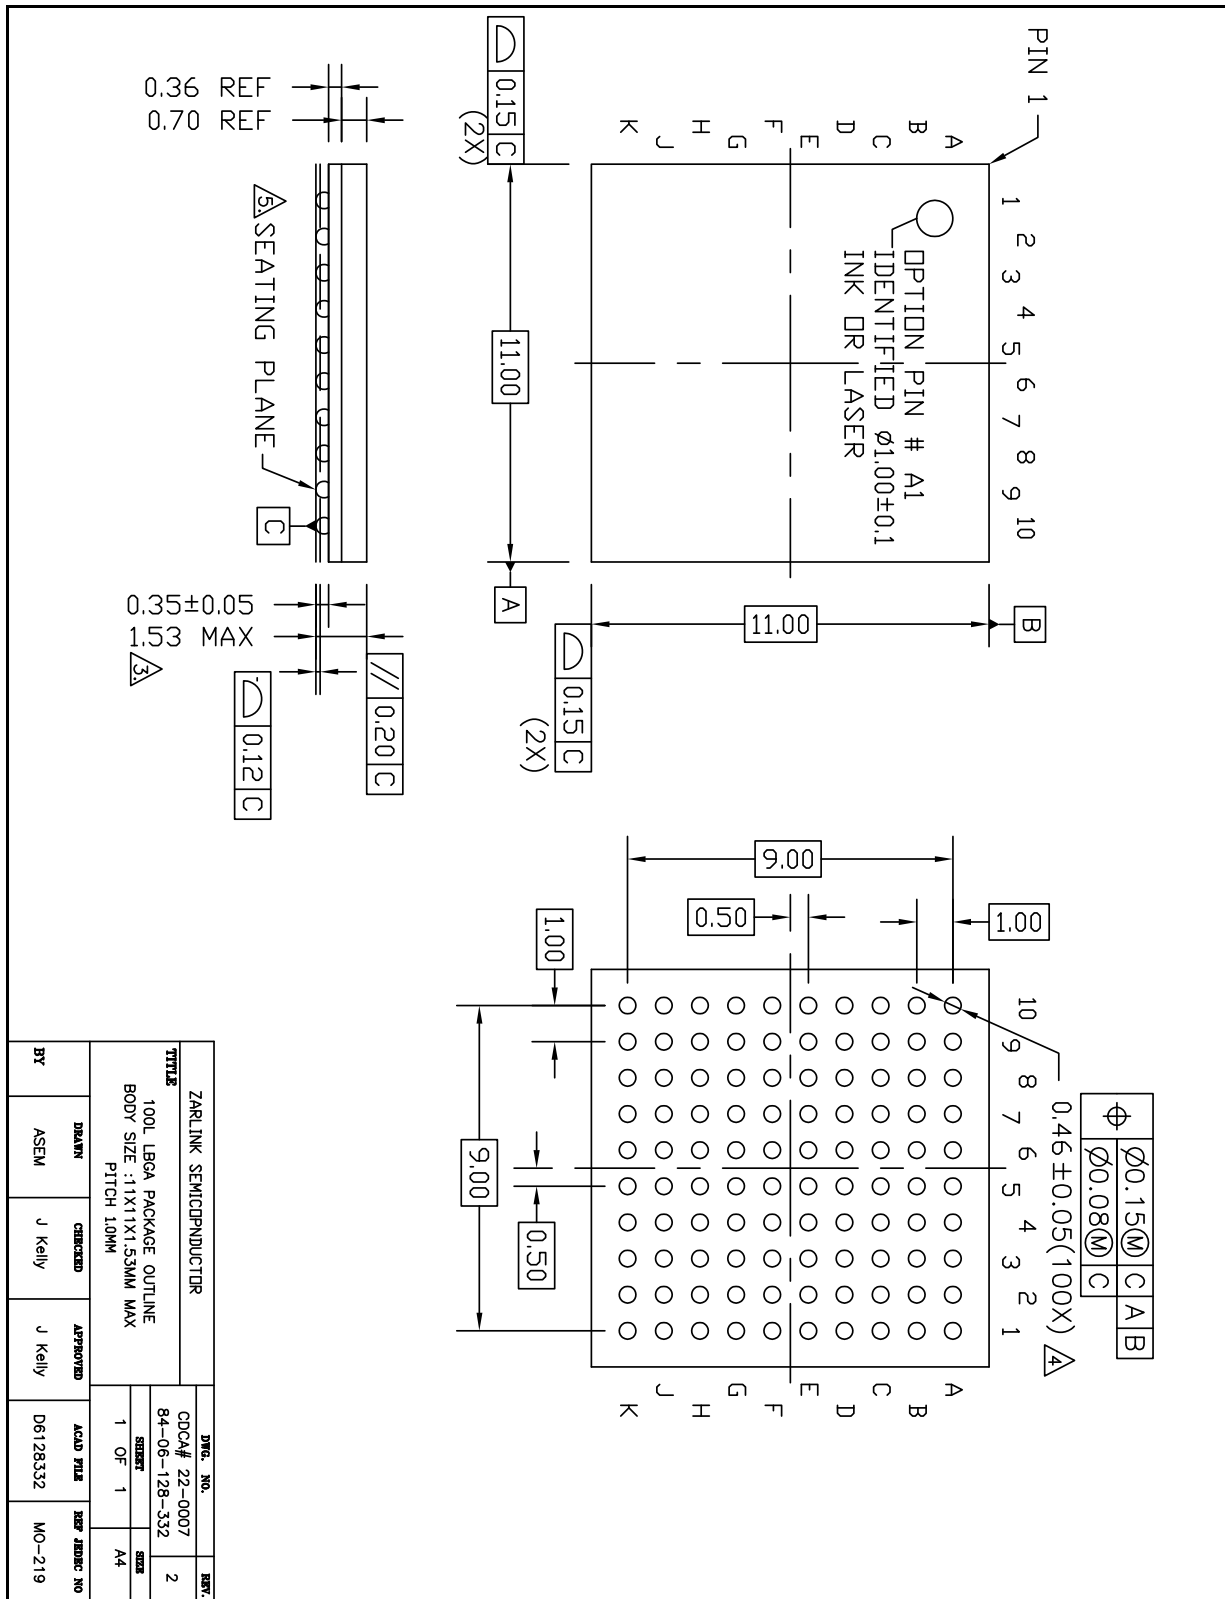 PIN 1
1 2 3 4 5 6 7 8 9 10
A
B
C
D
E
F
G
H
J
K
OPTION PIN # A1
IDENTIFIED Ø1.00±0.1
INK OR LASER
0.15 C
(2X)
11.00
A
B
11.00
0.15 C
(2X)
0.36 REF
0.70 REF
5. SEATING PLANE
C
0.35±0.05
1.53 MAX
3.
// 0.20 C
0.12 C
9.00
0.50
1.00
1.00
9.00
0.50
10 9 8 7 6 5 4 3 2 1
A
B
C
D
E
F
G
H
J
K
Ø0.15 M C A B
Ø0.08 M C
0.46±0.05(100X) 4
ZARLINK SEMICOPNDUCTOR
TITLE
100L LBGA PACKAGE OUTLINE
BODY SIZE :11X11X1.53MM MAX
PITCH 1.0MM
DWG. NO.
CDCA# 22-0007
84-06-128-332
REV.
2
SHEET
1 OF 1
SIZE
A4
BY
DRAWN
ASEM
CHECKED
J Kelly
APPROVED
J Kelly
ACAD FILE
D6128332
REF JEDEC NO
MO-219